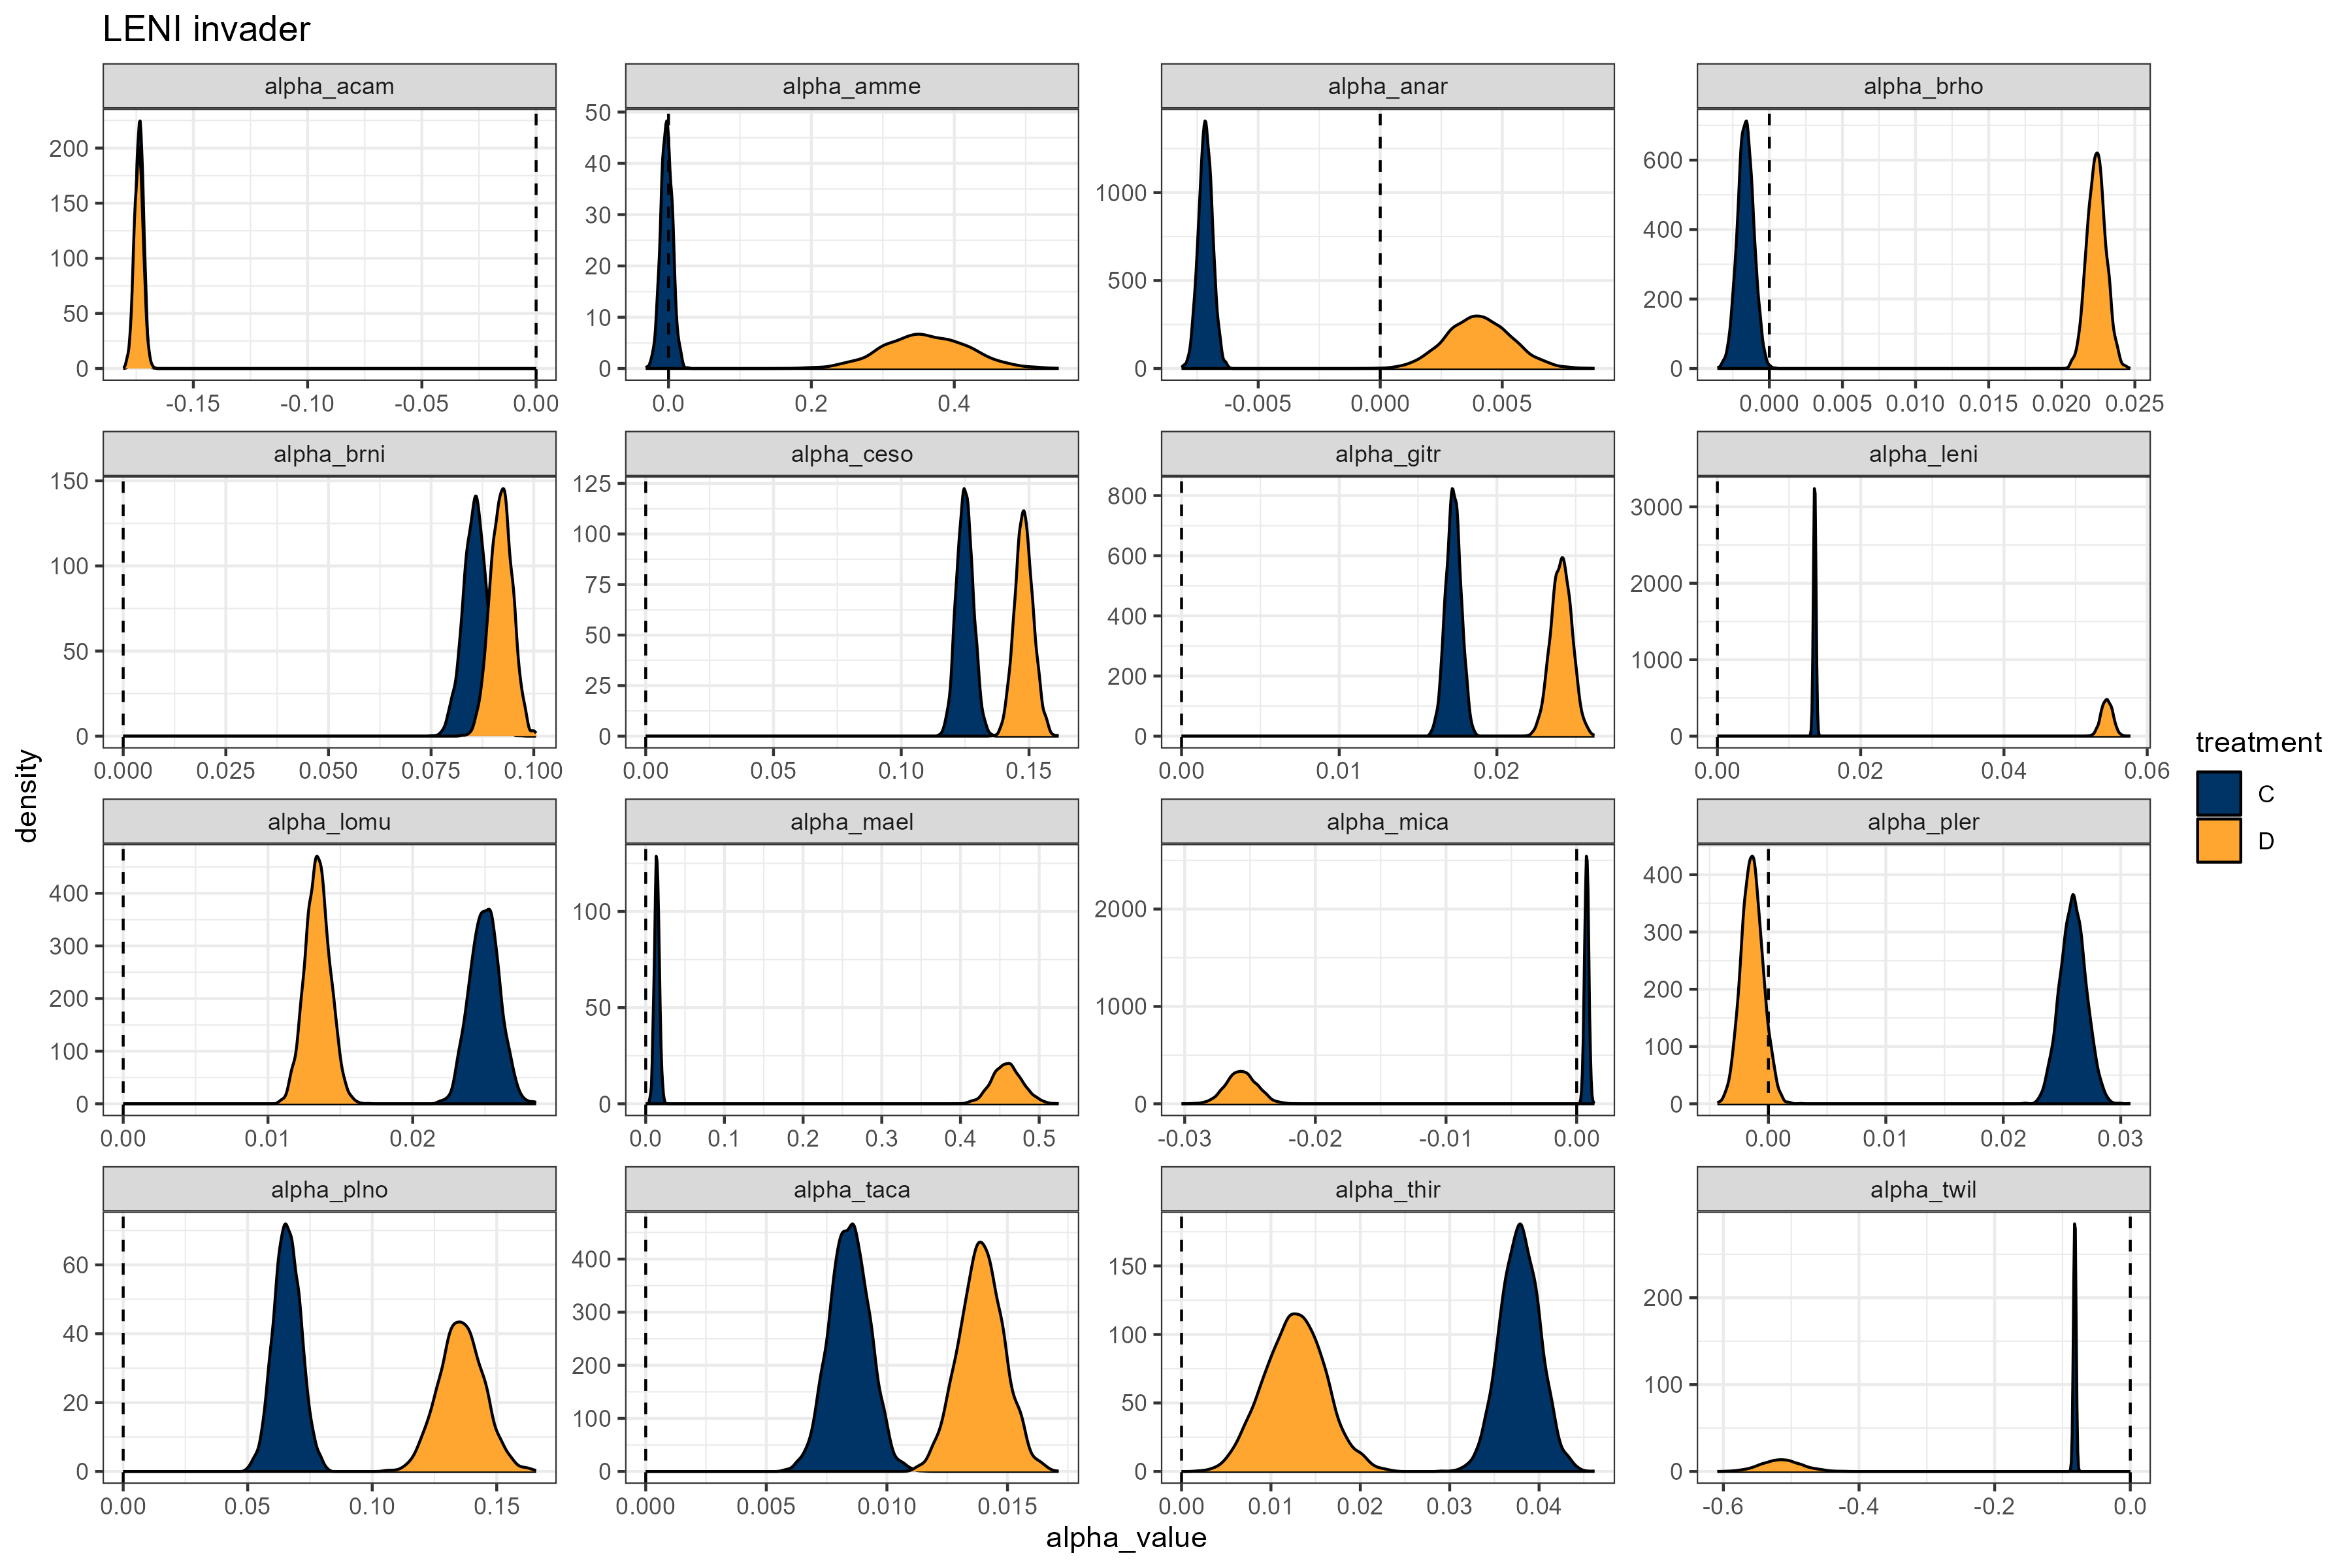 LENI invader
alpha_acam alpha_amme alpha_anar alpha_brho
200 150 100 50 0
50 40 30 20 10 0
1000 500 0
600 400 200 0
-0.15 -0.10 -0.05 0.00
0.0 0.2 0.4
-0.005 0.000 0.005
0.000 0.005 0.010 0.015 0.020 0.025
alpha_brni alpha_ceso alpha_gitr alpha_leni
150 100 50 0
125 100 75 50 25 0
800 600 400 200 0
3000 2000 1000 0
0.000 0.025 0.050 0.075 0.100
0.00 0.05 0.10 0.15
0.00 0.01 0.02
0.00 0.02 0.04 0.06
alpha_lomu alpha_mael alpha_mica alpha_pler
400 300 200 100 0
100 50 0
2000 1000 0
400 300 200 100 0
0.00 0.01 0.02
0.0 0.1 0.2 0.3 0.4 0.5
-0.03 -0.02 -0.01 0.00
0.00 0.01 0.02 0.03
alpha_plno alpha_taca alpha_thir alpha_twil
60 40 20 0
400 300 200 100 0
150 100 50 0
200 100 0
0.00 0.05 0.10 0.15
0.000 0.005 0.010 0.015
0.00 0.01 0.02 0.03 0.04
-0.6 -0.4 -0.2 0.0
density
alpha_value
treatment
C
D